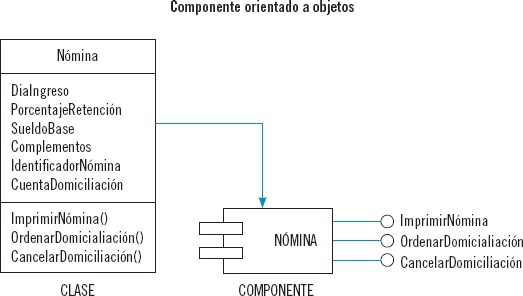 Componente orientado a objetos
Nómina
DiaIngreso
PorcentajeRetención
SueldoBase
Complementos
IdentificadorNómina
CuentaDomiciliación
ImprimirNómina()
OrdenarDomicialiación()
CancelarDomiciliación()
CLASE
NÓMINA
COMPONENTE
ImprimirNómina
OrdenarDomicialiación
CancelarDomiciliación